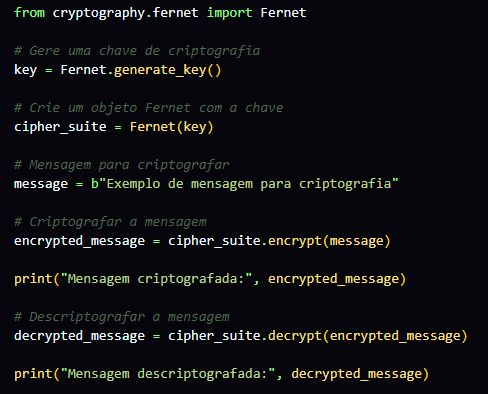 from cryptography.fernet import Fernet
# Gere uma chave de criptografia
key = Fernet.generate_key()
# Crie um objeto Fernet com a chave
cipher_suite = Fernet(key)
# Mensagem para criptografar
message = b"Exemplo de mensagem para criptografia"
# Criptografar a mensagem
encrypted_message = cipher_suite.encrypt(message)
print("Mensagem criptografada:", encrypted_message)
# Descriptografar a mensagem
decrypted_message = cipher_suite.decrypt(encrypted_message)
print("Mensagem descriptografada:", decrypted_message)